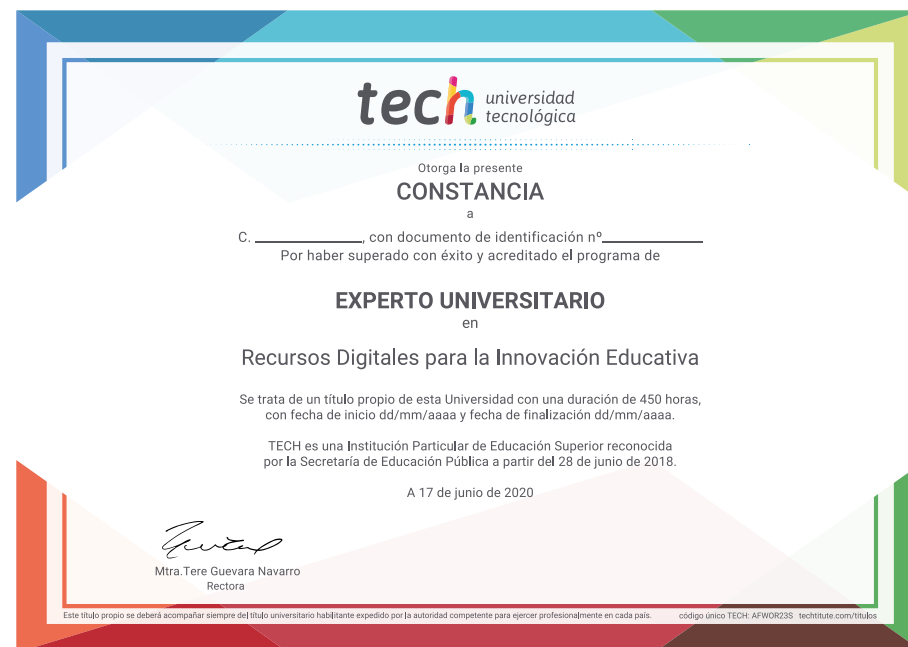 tech universidad
tecnológica
Otorga la presente
CONSTANCIA
a
C. ______________, con documento de identificación nº______________
Por haber superado con éxito y acreditado el programa de
EXPERTO UNIVERSITARIO
en
Recursos Digitales para la Innovación Educativa
Se trata de un título propio de esta Universidad con una duración de 450 horas,
con fecha de inicio dd/mm/aaaa y fecha de finalización dd/mm/aaaa.
TECH es una Institución Particular de Educación Superior reconocida
por la Secretaría de Educación Pública a partir del 28 de junio de 2018.
A 17 de junio de 2020
Mtra.Tere Guevara Navarro
Rectora
Este título propio se deberá acompañar siempre del título universitario habilitante expedido por la autoridad competente para ejercer profesionalmente en cada país. código único TECH: AFWOR23S techtitute.com/titulos